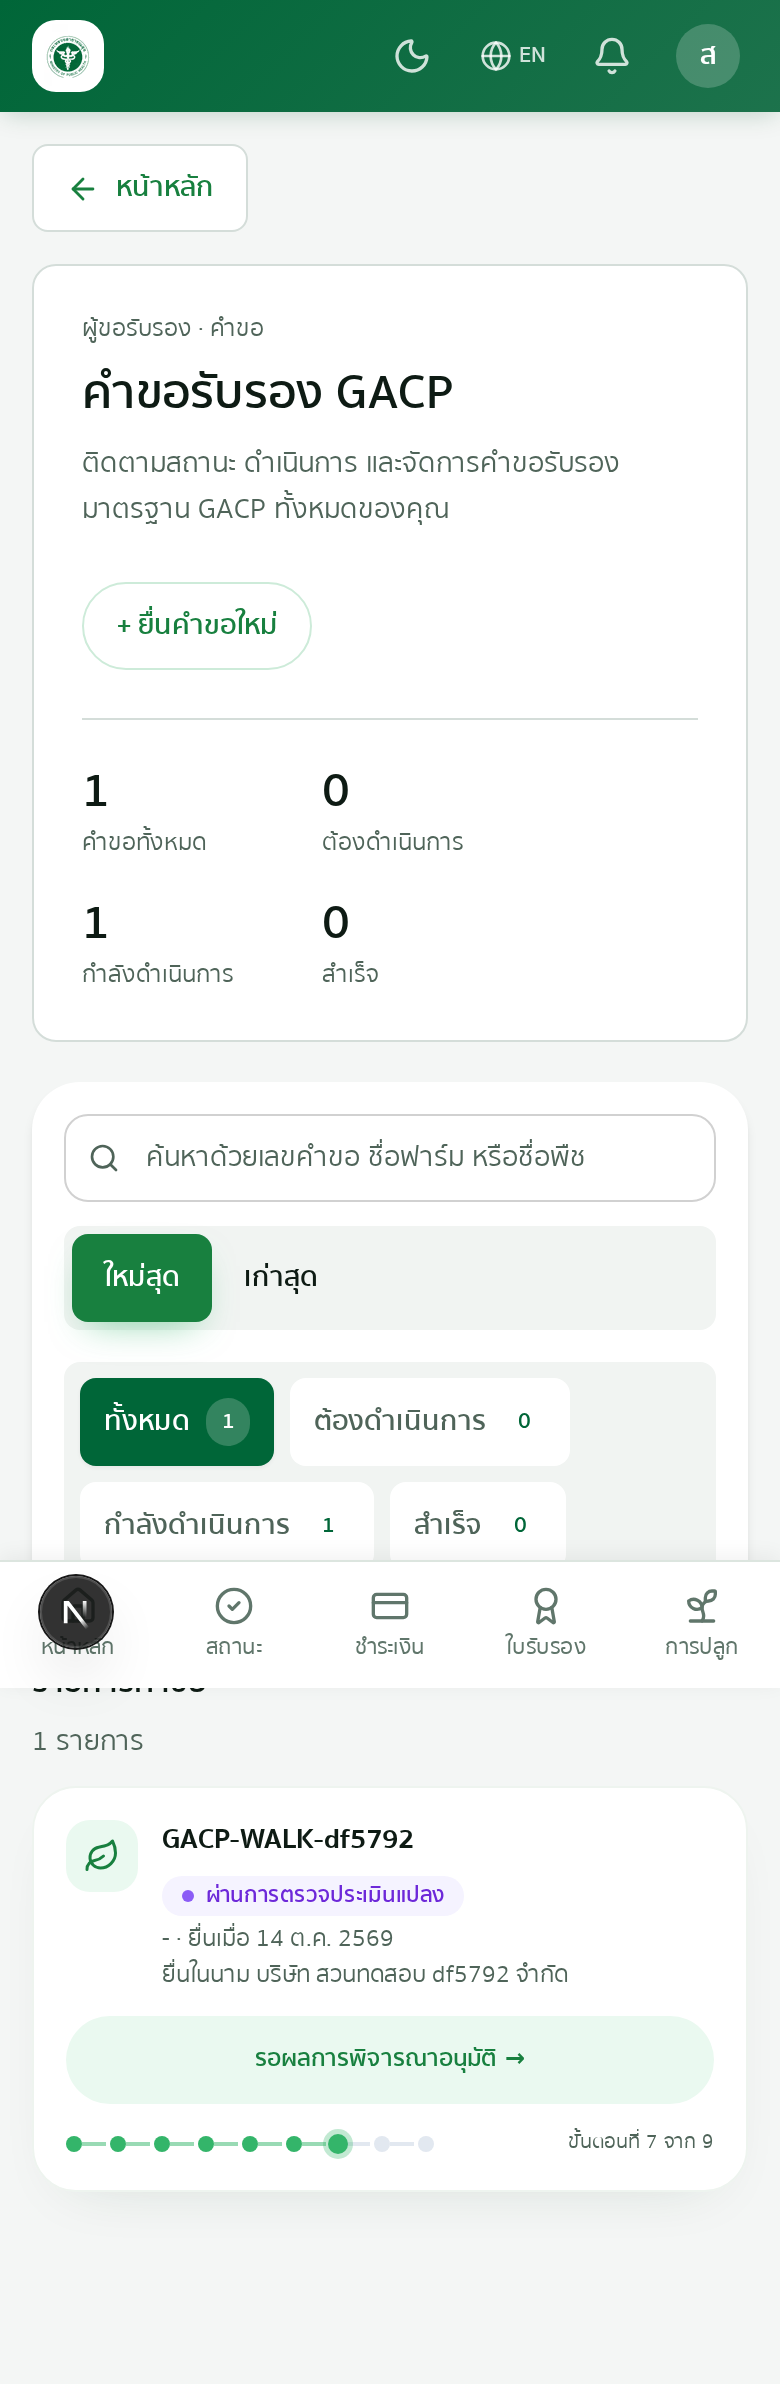 EN
ส
หน้าหลัก
ผู้ขอรับรอง · คำขอ
คำขอรับรอง GACP
ติดตามสถานะ ดำเนินการ และจัดการคำขอรับรอง
มาตรฐาน GACP ทั้งหมดของคุณ
+ ยื่นคำขอใหม่
1 0
คำขอทั้งหมด ต้องดำเนินการ
1 0
กำลังดำเนินการ สำเร็จ
ค้นหาด้วยเลขคำขอ ชื่อฟาร์ม หรือชื่อพืช
ใหม่สุด เก่าสุด
ทั้งหมด 1 ต้องดำเนินการ 0
กำลังดำเนินการ 1 สำเร็จ 0
N
หน้าหลัก สถานะ ชำระเงิน ใบรับรอง การปลูก
1 รายการ
GACP-WALK-df5792
ผ่านการตรวจประเมินแปลง
- · ยื่นเมื่อ 14 ต.ค. 2569
ยื่นในนาม บริษัท สวนทดสอบ df5792 จำกัด
รอผลการพิจารณาอนุมัติ →
ขั้นตอนที่ 7 จาก 9